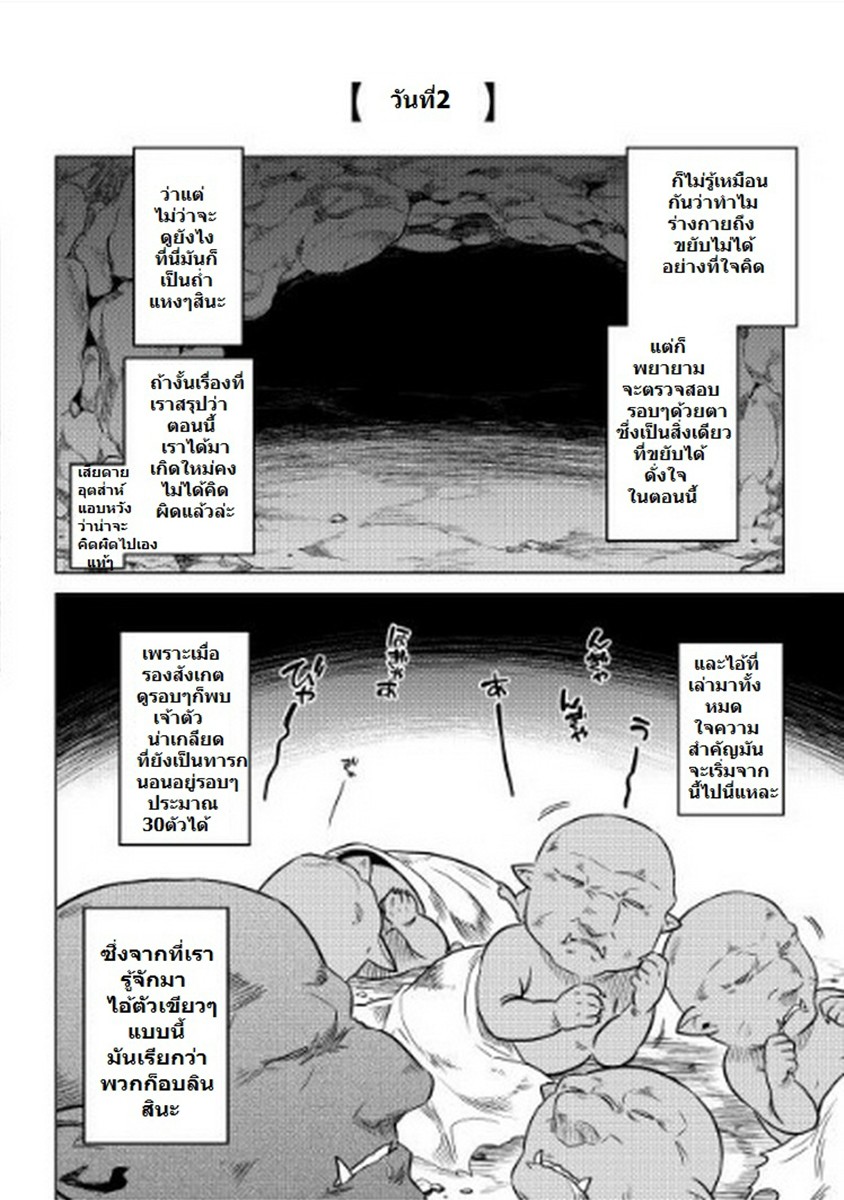 【 วันที่2 】
ก็ไม่รู้เหมือน
กันว่าทำไม
ร่างกายถึง
ขยับไม่ได้
อย่างที่ใจคิด
แต่ก็
พยายาม
จะตรวจสอบ
รอบๆด้วยตา
ซึ่งเป็นสิ่งเดียว
ที่ขยับได้
ดั่งใจ
ในตอนนี้
ว่าแต่
ไม่ว่าจะ
ดูยังไง
ที่นี่มันก็
เป็นถ้ำ
แหงๆสินะ
ถ้างั้นเรื่องที่
เราสรุปว่า
ตอนนี้
เราได้มา
เกิดใหม่คง
ไม่ได้คิด
ผิดแล้วล่ะ
เสียดาย
อุตส่าห์
แอบหวัง
ว่าน่าจะ
คิดผิดไปเอง
แท้ๆ
และไอ้ที่
เล่ามาทั้ง
หมด
ใจความ
สำคัญมัน
จะเริ่มจาก
นี้ไปนี่แหละ
んぎゃ
う
んぎゃ
あ
ほぎゃあ
びゃ
เพราะเมื่อ
รองสังเกต
ดูรอบๆก็พบ
เจ้าตัว
น่าเกลียด
ที่ยังเป็นทารก
นอนอยู่รอบๆ
ประมาณ
30ตัวได้
ซึ่งจากที่เรา
รู้จักมา
ไอ้ตัวเขียวๆ
แบบนี้
มันเรียกว่า
พวกก็อบลิน
สินะ